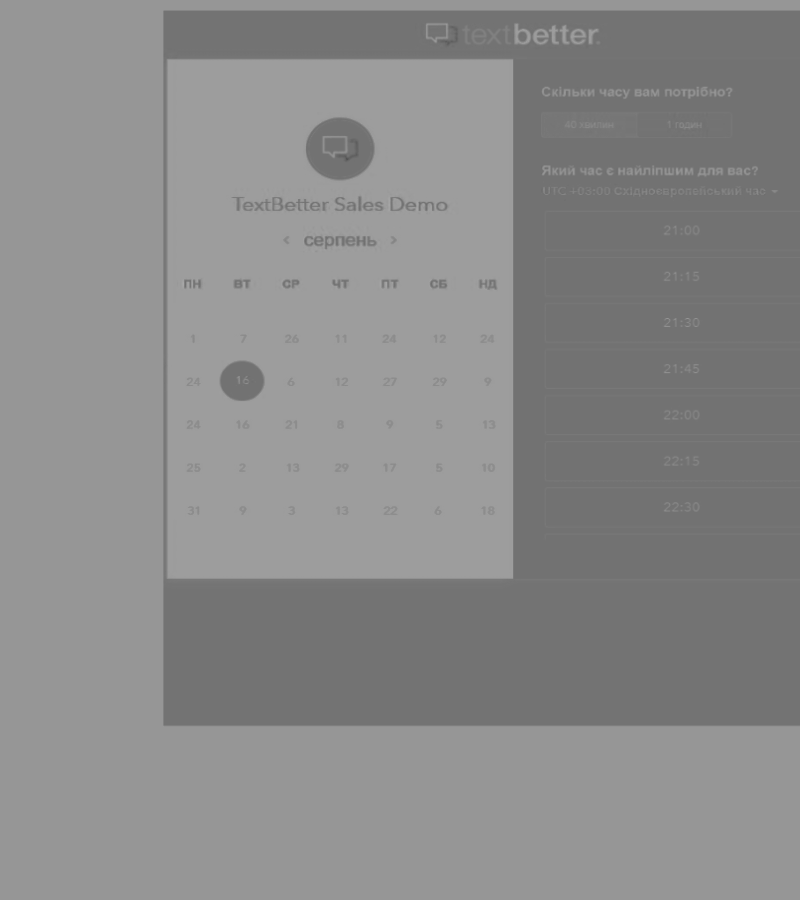 textbetter.
TextBetter Sales Demo
< серпень >
ПН ВТ СР ЧТ ПТ СБ НД
1 7 26 11 24 12 24
24 16 6 12 27 29 9
24 16 21 8 9 5 13
25 2 13 29 17 5 10
31 9 3 13 22 6 18
Скільки часу вам потрібно?
40 хвилин 1 годин
Який час є найліпшим для вас?
UTC +03:00 Східноєвропейський час
21:00
21:15
21:30
21:45
22:00
22:15
22:30